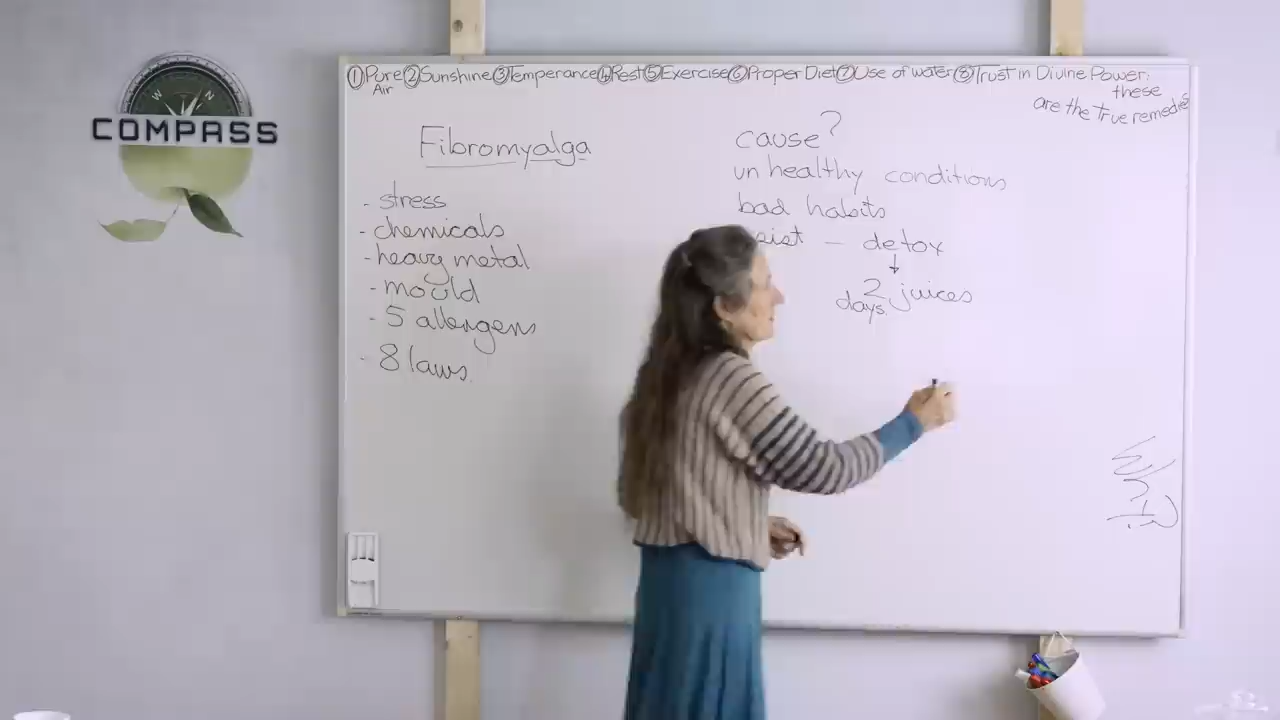 W N
COMPASS
①Pure ②Sunshine ③Temperance ④Rest ⑤Exercise ⑥Proper Diet ⑦Use of water ⑧Trust in Divine Power:
Air
these
are the true remedies
Fibromyalga
- stress
- chemicals
- heavy metal
- mould
- 5 allergens
- 8 laws.
cause?
unhealthy conditions
bad habits
— detox
↓
2 juices
days.